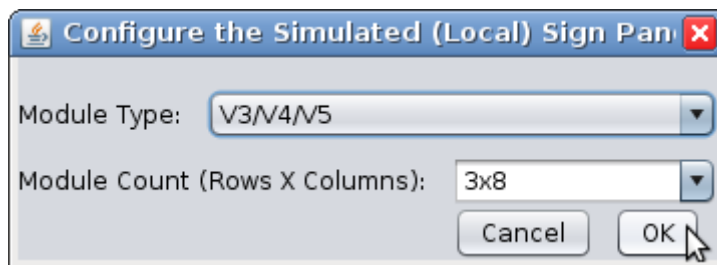 Configure the Simulated (Local) Sign Pan
Module Type: V3/V4/V5
Module Count (Rows X Columns): 3x8
Cancel OK